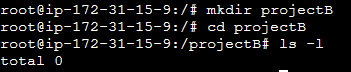 root@ip-172-31-15-9:/# mkdir projectB
root@ip-172-31-15-9:/# cd projectB
root@ip-172-31-15-9:/projectB# ls -l
total 0